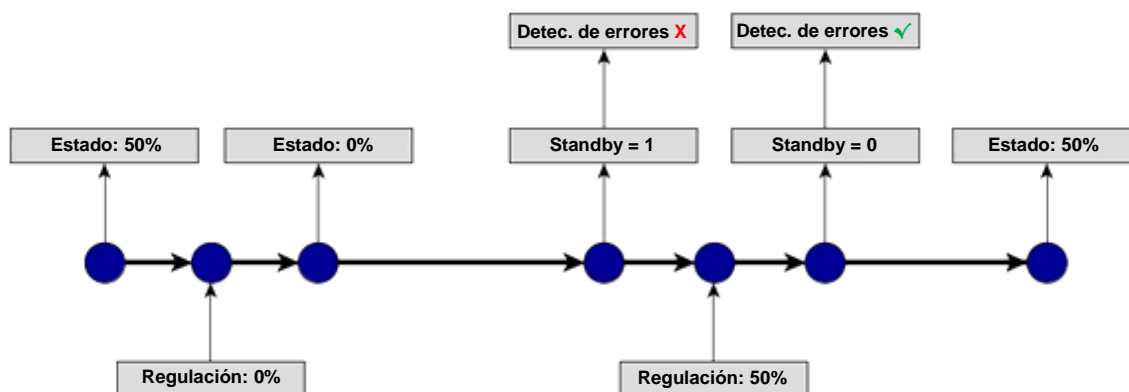 Detec. de errores X
Detec. de errores ✓
Estado: 50%
Estado: 0%
Standby = 1
Standby = 0
Estado: 50%
Regulación: 0%
Regulación: 50%